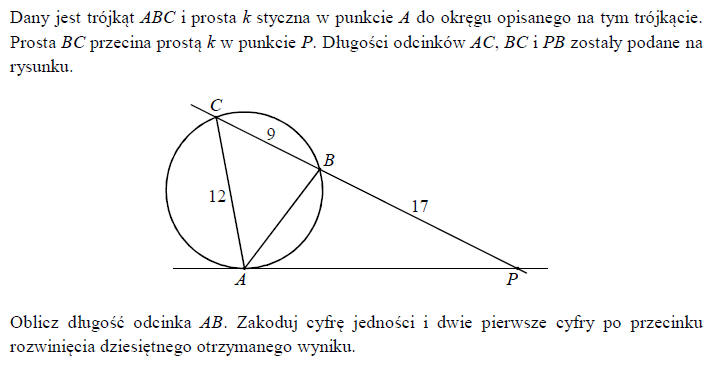 Dany jest trójkąt ABC i prosta k styczna w punkcie A do okręgu opisanego na tym trójkącie.
Prosta BC przecina prostą k w punkcie P. Długości odcinków AC, BC i PB zostały podane na
rysunku.
C
9
B
12
17
A
P
Oblicz długość odcinka AB. Zakoduj cyfrę jedności i dwie pierwsze cyfry po przecinku
rozwinięcia dziesiętnego otrzymanego wyniku.